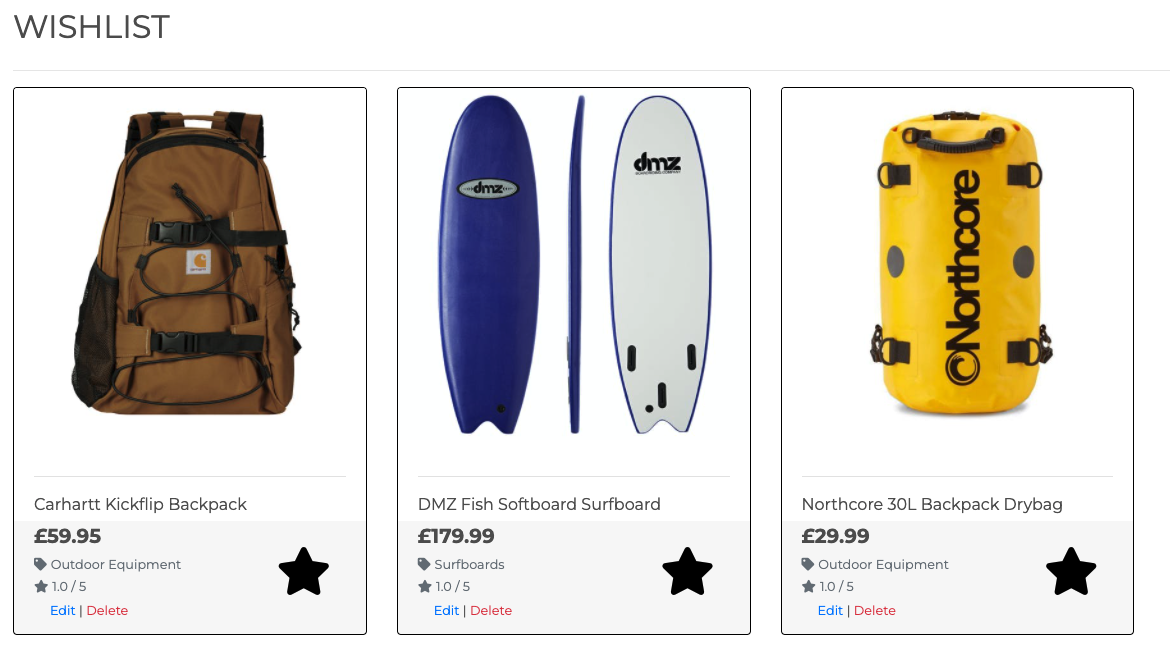 WISHLIST
carhartt
dmz
dmz
Northcore
Carhartt Kickflip Backpack
£59.95
Outdoor Equipment
1.0 / 5
Edit | Delete
DMZ Fish Softboard Surfboard
£179.99
Surfboards
1.0 / 5
Edit | Delete
Northcore 30L Backpack Drybag
£29.99
Outdoor Equipment
1.0 / 5
Edit | Delete